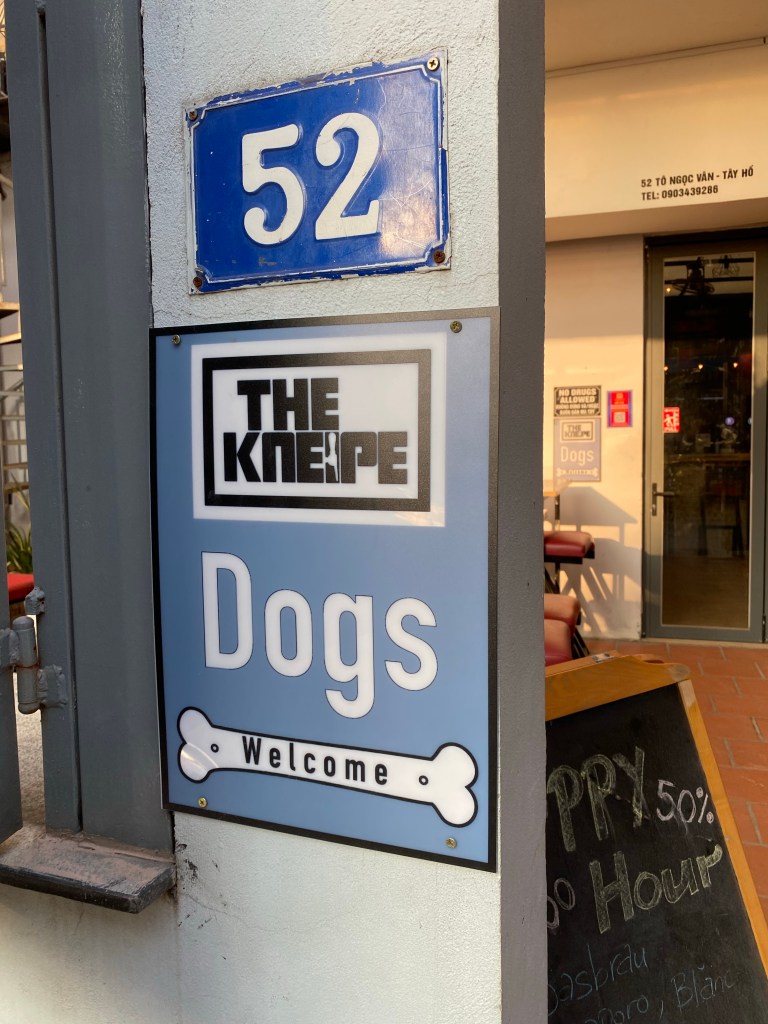 52
THE
KNEIPE
Dogs
Welcome
52 TÔ NGỌC VÂN - TÂY HỒ
TEL: 0903439286
NO DRUGS
ALLOWED
THE
KNEIPE
Dogs
PPY 50%
Hour